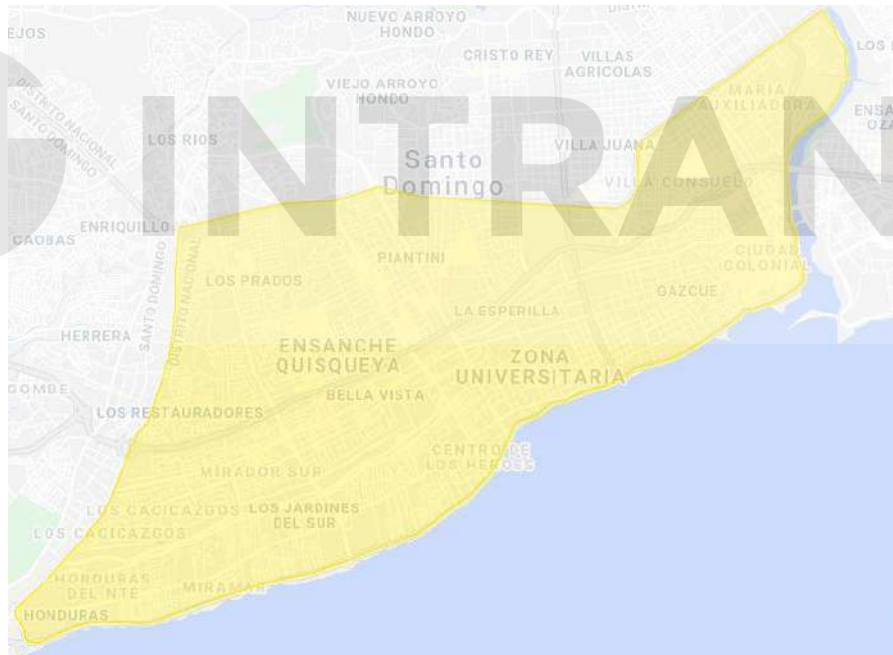 NUEVO ARROYO
HONDO
CRISTO REY
VILLAS
AGRICOLAS
VIEJO ARROYO
HONDO
MARIA
AUXILIADORA
DISTRITO NACIONAL
SANTO DOMINGO
INTRAN
LOS RIOS
VILLA JUANA
Santo
Domingo
VILLA CONSUELO
ENRIQUILLO
CAOBAS
PIANTINI
CIUDAD
COLONIAL
LOS PRADOS
GAZCUE
SANTO DOMINGO
DISTRITO NACIONAL
LA ESPERILLA
HERRERA
ENSANCHE
QUISQUEYA
ZONA
UNIVERSITARIA
BELLA VISTA
LOS RESTAURADORES
CENTRO DE
LOS HEROES
MIRADOR SUR
LOS CACICAZGOS
LOS JARDINES
DEL SUR
LOS CACICAZGOS
HONDURAS
DEL NTE
MIRAMAR
HONDURAS